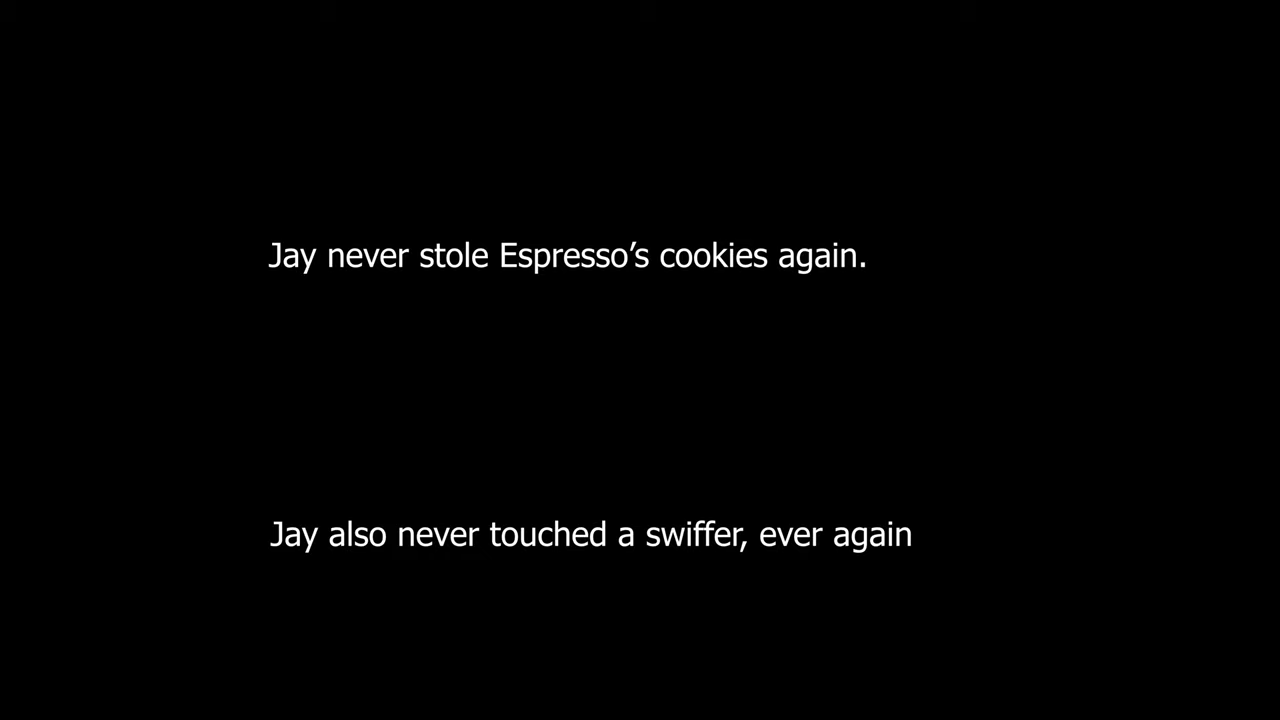 Jay never stole Espresso’s cookies again.
Jay also never touched a swiffer, ever again